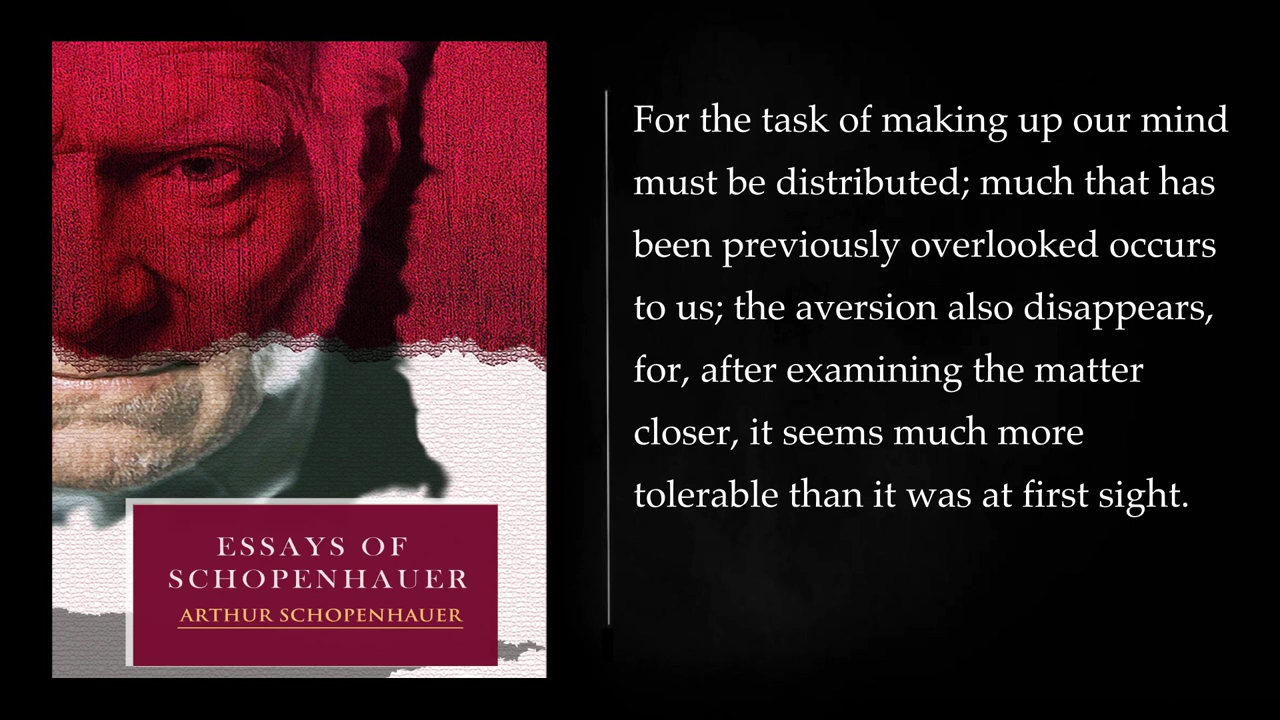 ESSAYS OF
SCHOPENHAUER
ARTHUR SCHOPENHAUER
For the task of making up our mind
must be distributed; much that has
been previously overlooked occurs
to us; the aversion also disappears,
for, after examining the matter
closer, it seems much more
tolerable than it was at first sight.